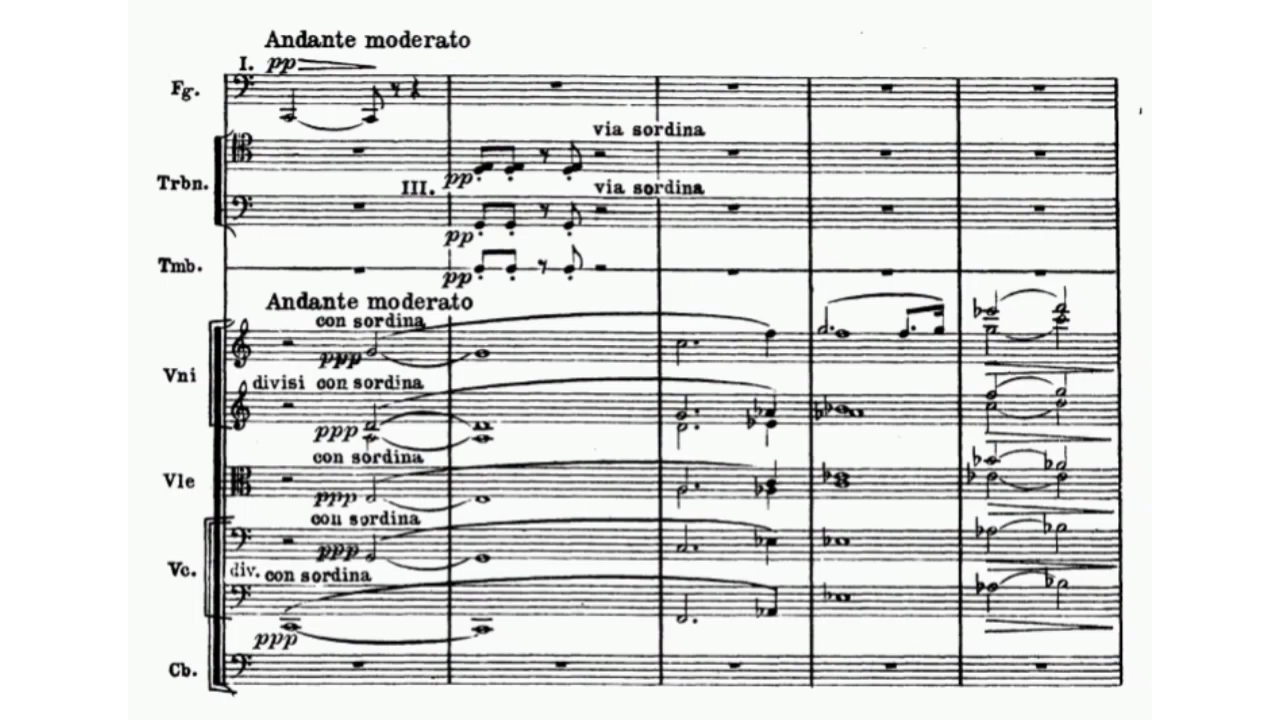 Andante moderato
I. pp
Fg.
via sordina
Trbn.
pp
III.
via sordina
pp
Tmb.
pp
Andante moderato
con sordina
ppp
Vni
divisi con sordina
ppp
con sordina
Vle
ppp
con sordina
ppp
Vc.
div. con sordina
ppp
Cb.